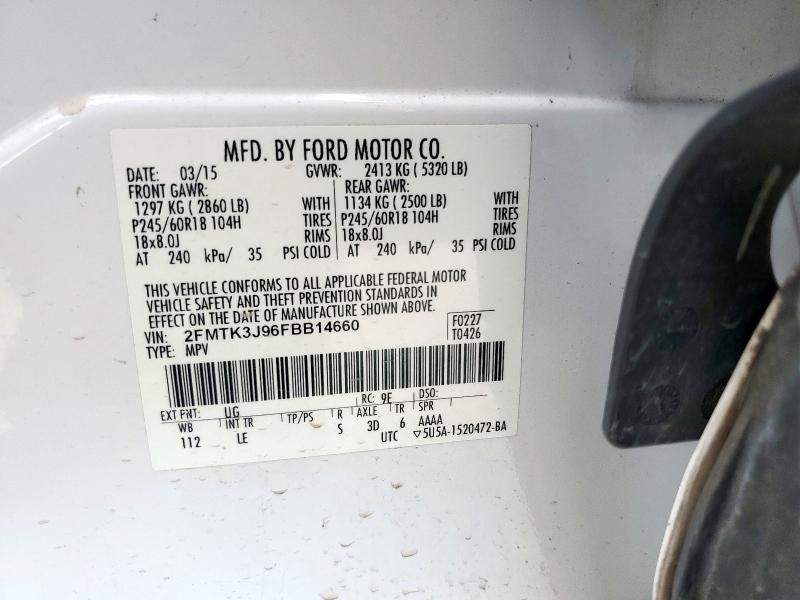 MFD. BY FORD MOTOR CO.
DATE: 03/15 GVWR: 2413 KG ( 5320 LB)
FRONT GAWR: REAR GAWR:
1297 KG ( 2860 LB) WITH 1134 KG ( 2500 LB) WITH
P245/60R18 104H TIRES P245/60R18 104H TIRES
18x8.0J RIMS 18x8.0J RIMS
AT 240 kPa/ 35 PSI COLD AT 240 kPa/ 35 PSI COLD
THIS VEHICLE CONFORMS TO ALL APPLICABLE FEDERAL MOTOR
VEHICLE SAFETY AND THEFT PREVENTION STANDARDS IN
EFFECT ON THE DATE OF MANUFACTURE SHOWN ABOVE.
VIN: 2FMTK3J96FBB14660 F0227
TYPE: MPV T0426
EXT PNT: UG RC: 9E DSO:
WB INT TR TP/PS R AXLE TR SPR
112 LE S 3D 6 AAAA
UTC ▽5U5A-1520472-BA